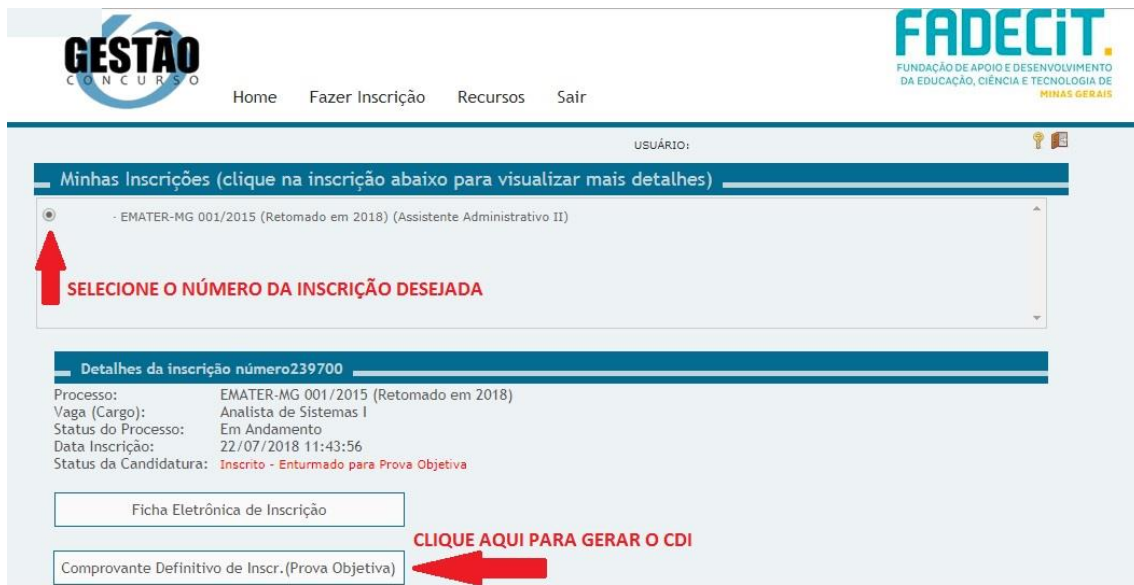 GESTÃO
CONCURSO
Home Fazer Inscrição Recursos Sair
FADECiT.
FUNDAÇÃO DE APOIO E DESENVOLVIMENTO
DA EDUCAÇÃO, CIÊNCIA E TECNOLOGIA DE
MINAS GERAIS
USUÁRIO:
Minhas Inscrições (clique na inscrição abaixo para visualizar mais detalhes)
- EMATER-MG 001/2015 (Retomado em 2018) (Assistente Administrativo II)
SELECIONE O NÚMERO DA INSCRIÇÃO DESEJADA
Detalhes da inscrição número239700
Processo: EMATER-MG 001/2015 (Retomado em 2018)
Vaga (Cargo): Analista de Sistemas I
Status do Processo: Em Andamento
Data Inscrição: 22/07/2018 11:43:56
Status da Candidatura: Inscrito - Enturmado para Prova Objetiva
Ficha Eletrônica de Inscrição
CLIQUE AQUI PARA GERAR O CDI
Comprovante Definitivo de Inscr.(Prova Objetiva)